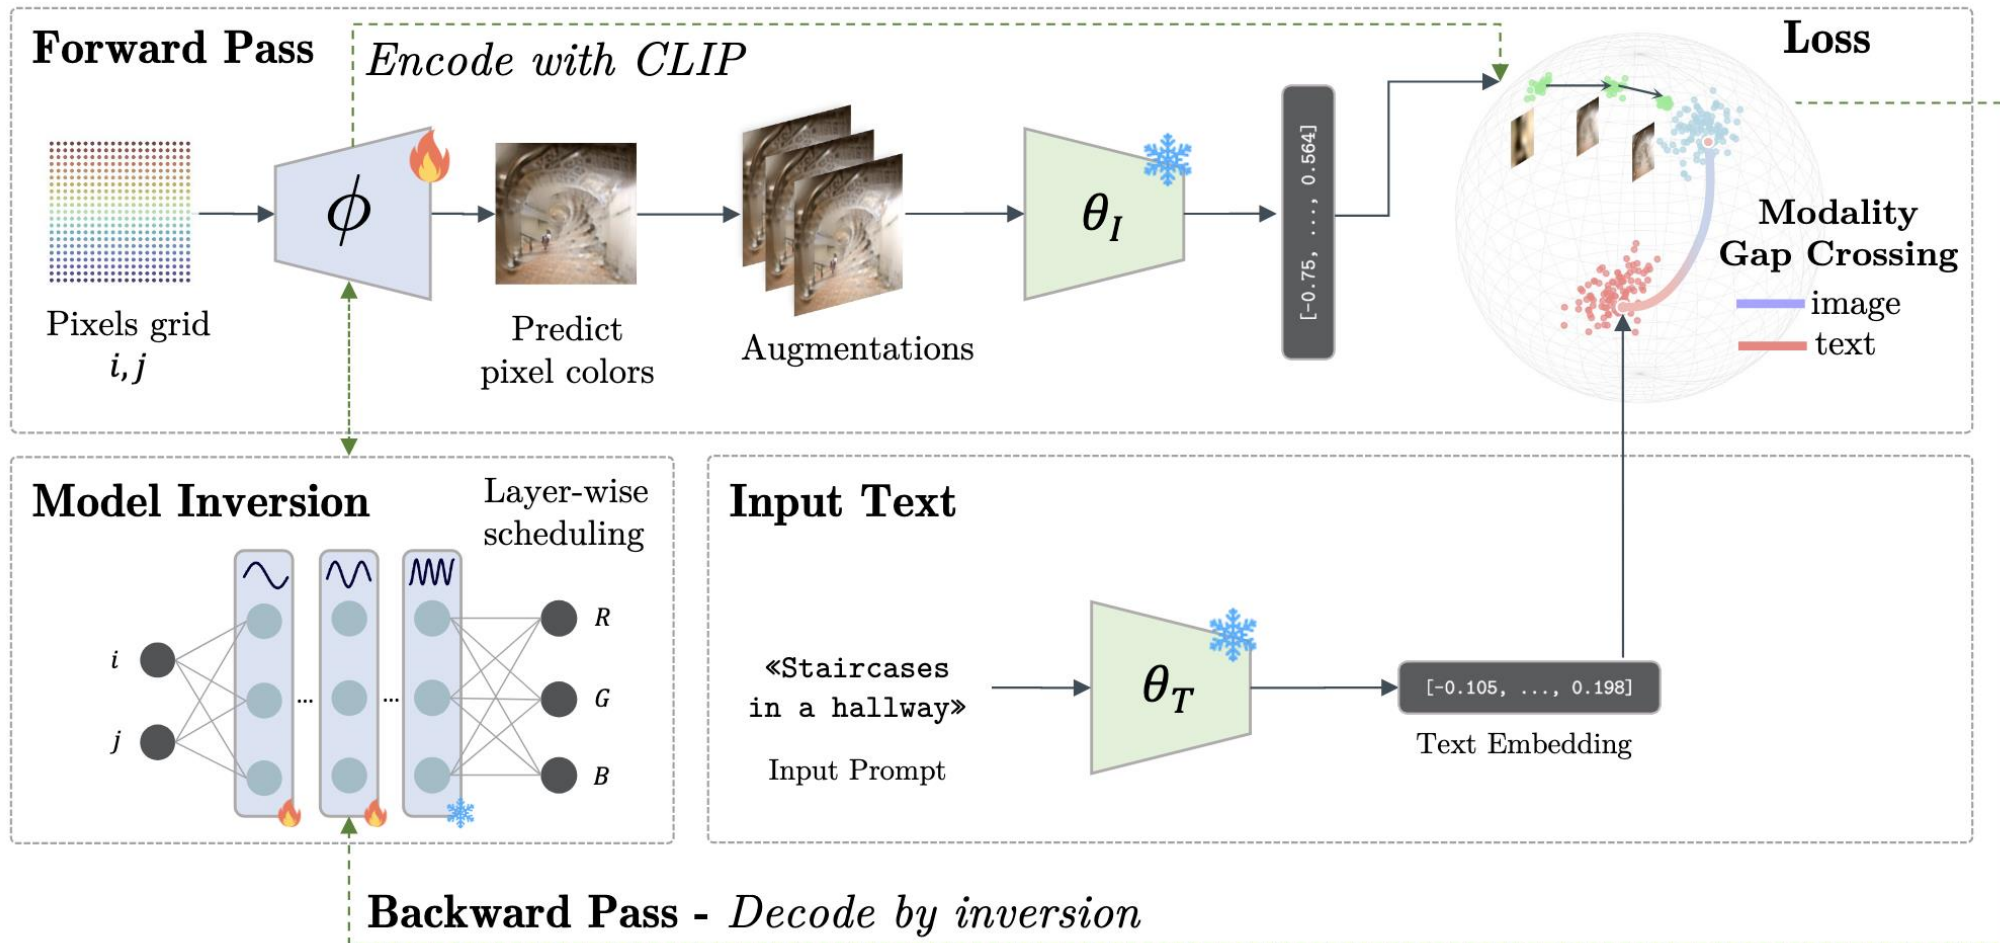 Forward Pass
Encode with CLIP
Loss
ϕ
θ_I
[-0.75, ..., 0.564]
Pixels grid
i, j
Predict
pixel colors
Augmentations
Modality
Gap Crossing
image
text
Model Inversion
Layer-wise
scheduling
i
j
...
...
R
G
B
Input Text
«Staircases
in a hallway»
Input Prompt
θ_T
[-0.105, ..., 0.198]
Text Embedding
Backward Pass - Decode by inversion